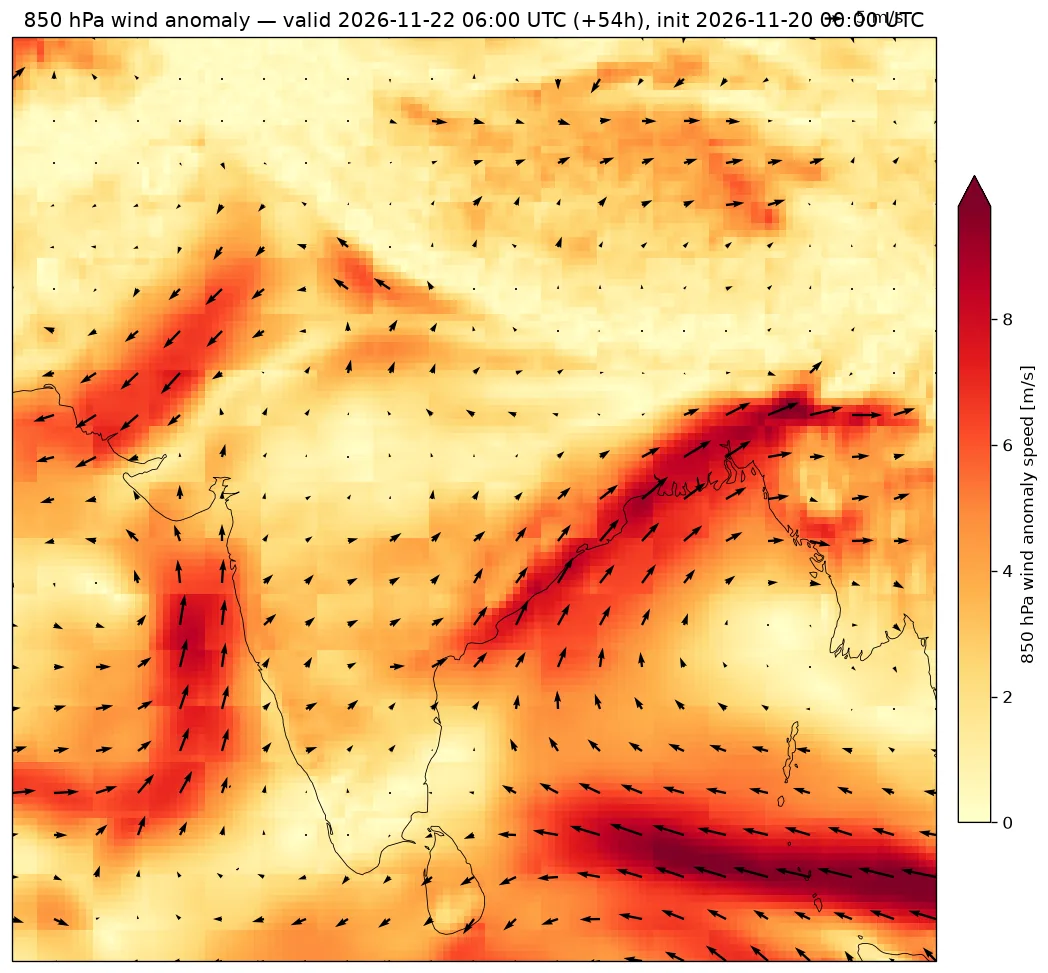 850 hPa wind anomaly — valid 2026-11-22 06:00 UTC (+54h), init 2026-11-20 00:00 UTC
5 m/s
8
6
4
2
0
850 hPa wind anomaly speed [m/s]